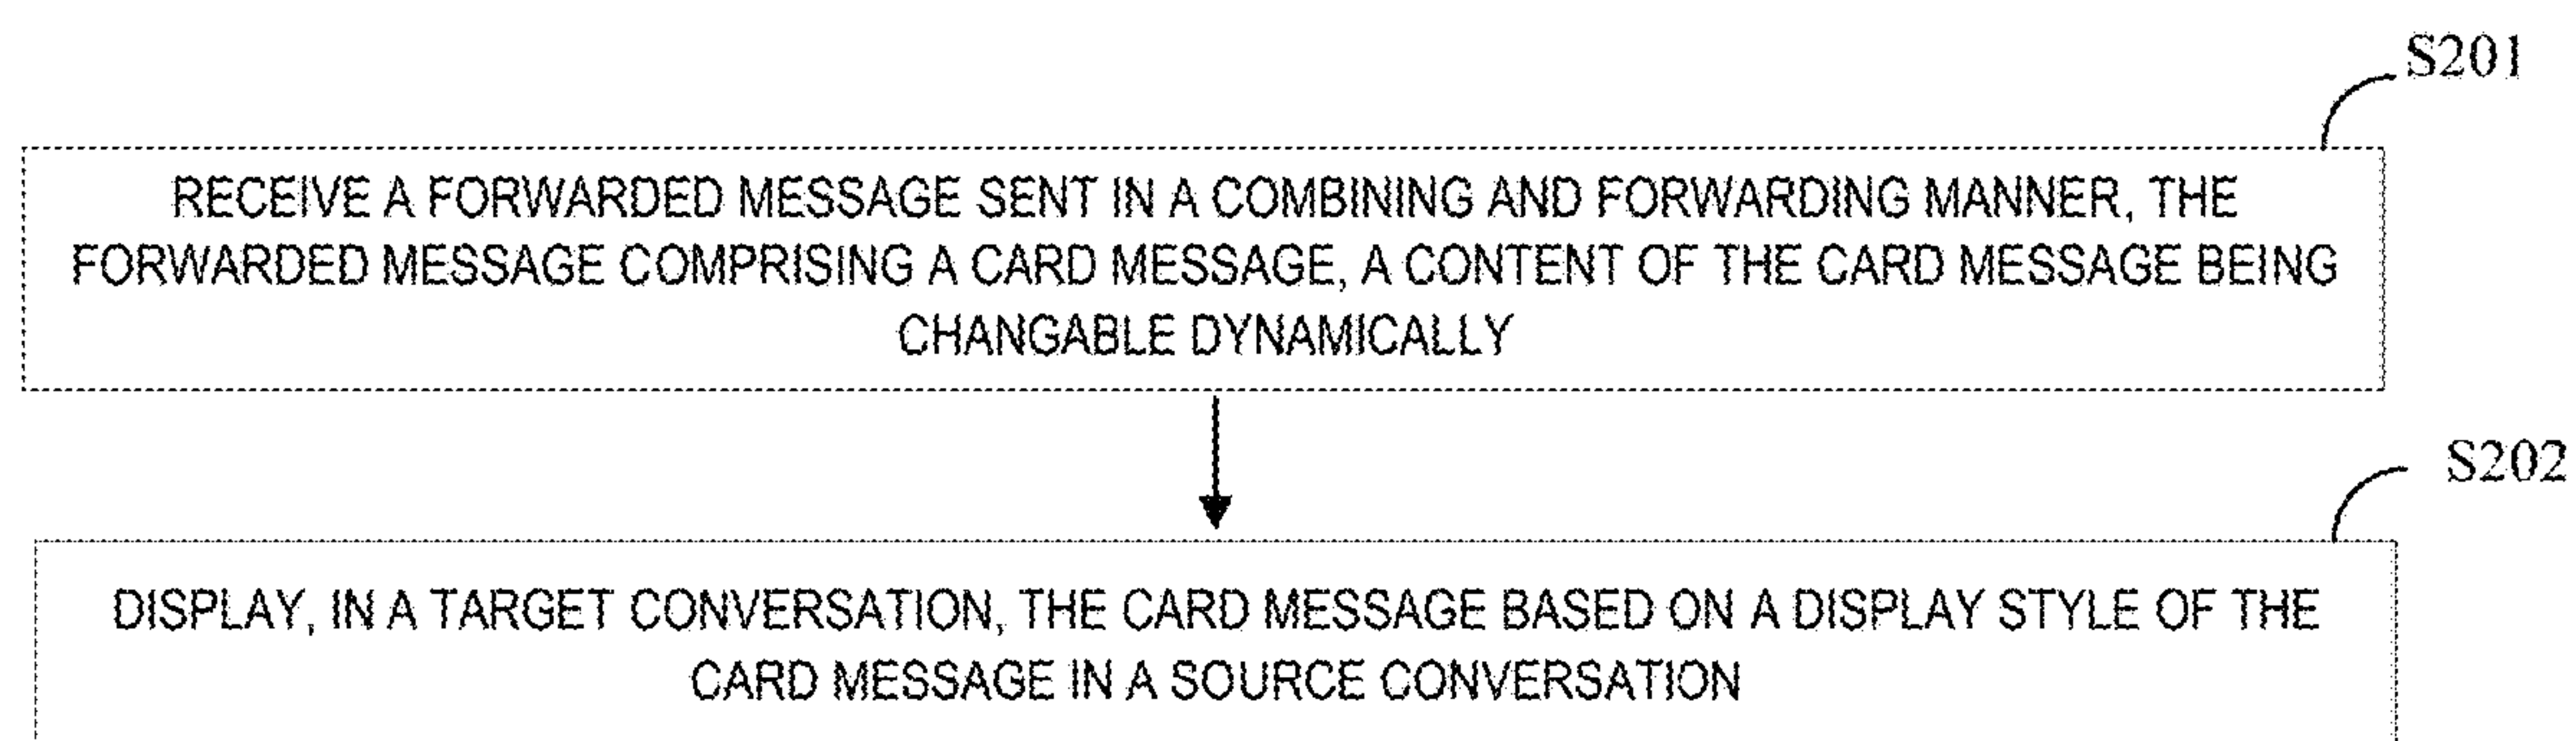 S201
RECEIVE A FORWARDED MESSAGE SENT IN A COMBINING AND FORWARDING MANNER, THE
FORWARDED MESSAGE COMPRISING A CARD MESSAGE, A CONTENT OF THE CARD MESSAGE BEING
CHANGABLE DYNAMICALLY
S202
DISPLAY, IN A TARGET CONVERSATION, THE CARD MESSAGE BASED ON A DISPLAY STYLE OF THE
CARD MESSAGE IN A SOURCE CONVERSATION